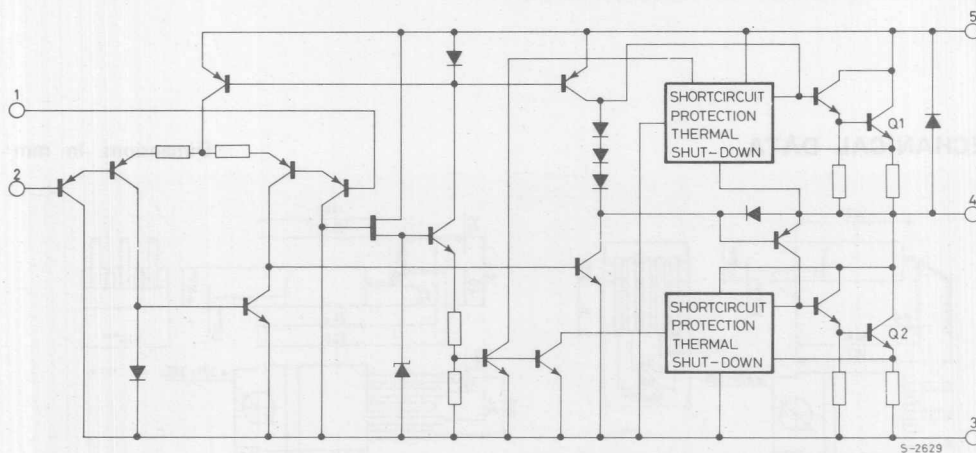 5
1
SHORTCIRCUIT
PROTECTION
THERMAL
SHUT-DOWN
Q1
2
4
SHORTCIRCUIT
PROTECTION
THERMAL
SHUT-DOWN
Q2
3
S-2629